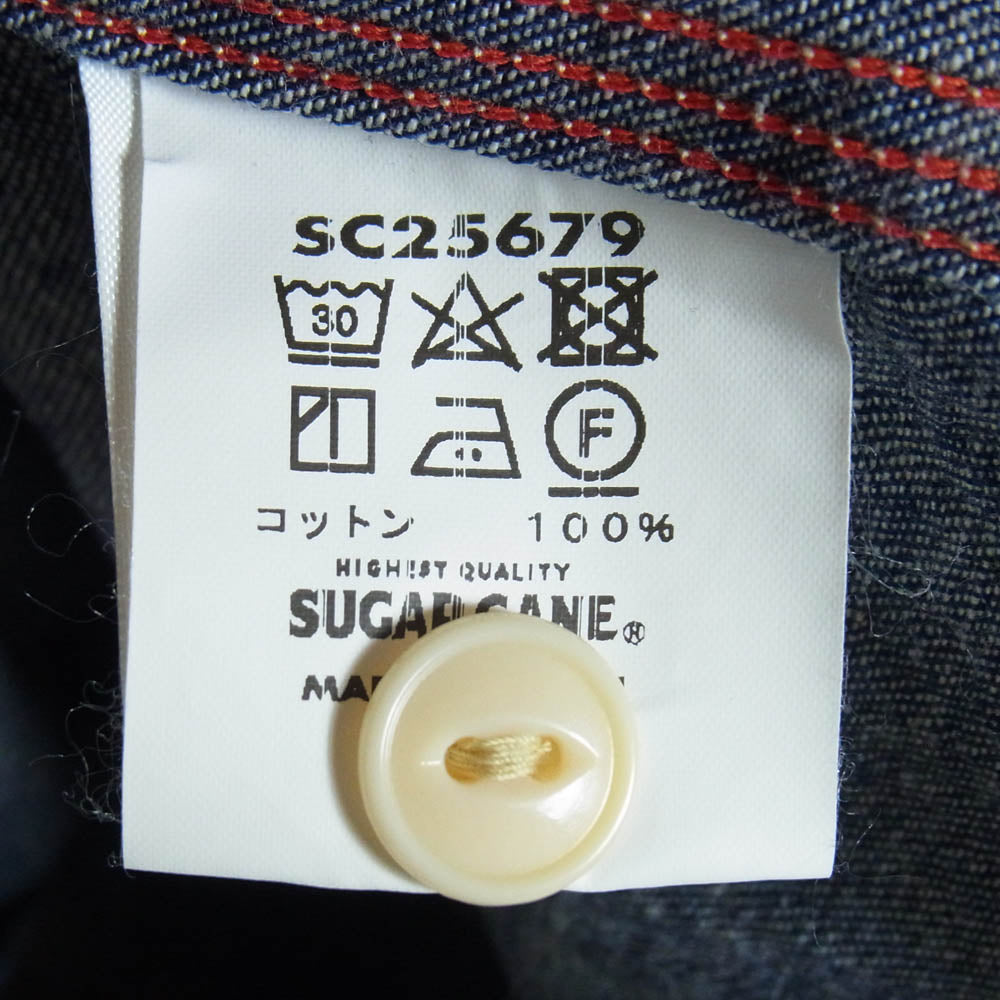 SC25679
30
F
コットン 100%
HIGHEST QUALITY
SUGAR CANE®